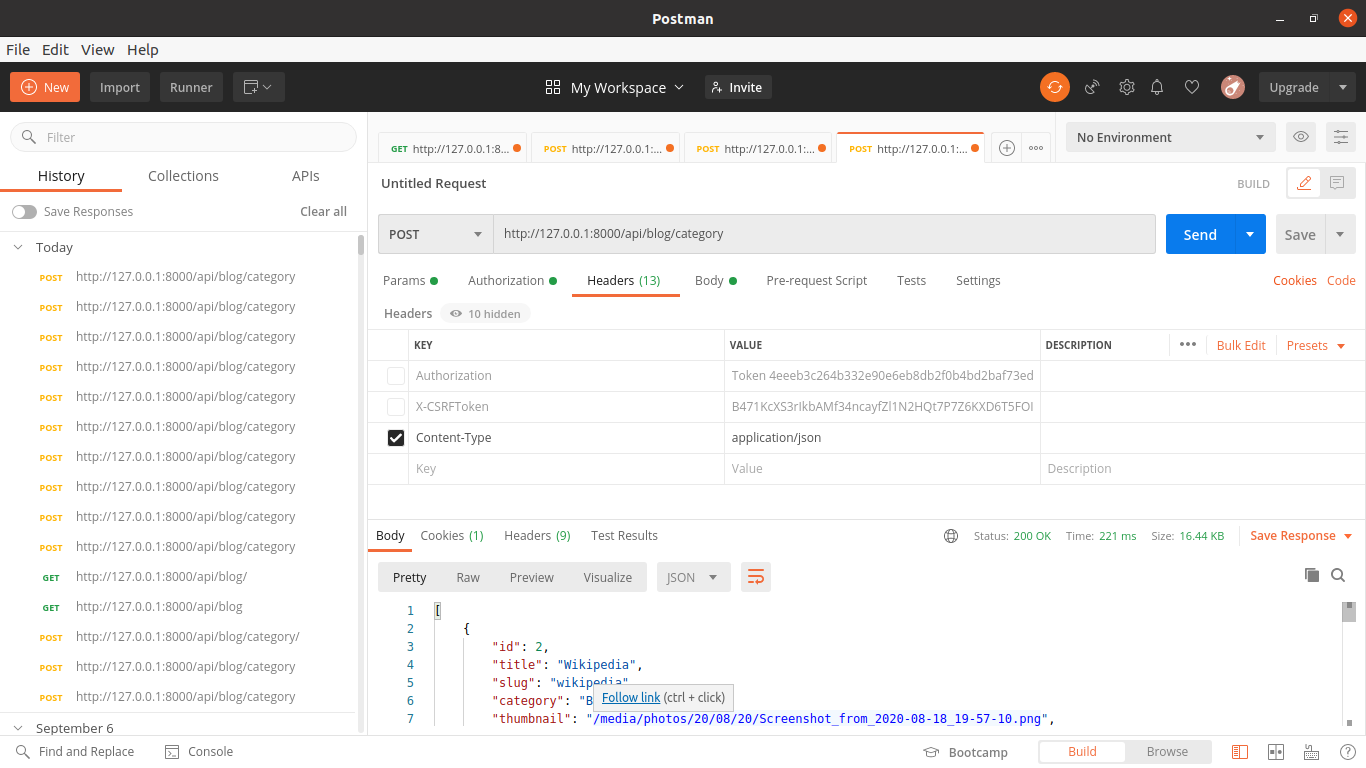 Postman
File Edit View Help
New Import Runner My Workspace Invite Upgrade
Filter
History Collections APIs
Save Responses Clear all
Today
POST http://127.0.0.1:8000/api/blog/category
POST http://127.0.0.1:8000/api/blog/category
POST http://127.0.0.1:8000/api/blog/category
POST http://127.0.0.1:8000/api/blog/category
POST http://127.0.0.1:8000/api/blog/category
POST http://127.0.0.1:8000/api/blog/category
POST http://127.0.0.1:8000/api/blog/category
POST http://127.0.0.1:8000/api/blog/category
POST http://127.0.0.1:8000/api/blog/category
POST http://127.0.0.1:8000/api/blog/category
GET http://127.0.0.1:8000/api/blog/
GET http://127.0.0.1:8000/api/blog
POST http://127.0.0.1:8000/api/blog/category/
POST http://127.0.0.1:8000/api/blog/category
POST http://127.0.0.1:8000/api/blog/category
September 6
GET http://127.0.0.1:8... POST http://127.0.0.1:... POST http://127.0.0.1:... POST http://127.0.0.1:...
No Environment
Untitled Request BUILD
POST http://127.0.0.1:8000/api/blog/category Send Save
Params Authorization Headers (13) Body Pre-request Script Tests Settings Cookies Code
Headers 10 hidden
KEY VALUE DESCRIPTION Bulk Edit Presets
Authorization Token 4eeeb3c264b332e90e6eb8db2f0b4bd2baf73ed
X-CSRFToken B471KcXS3rIkbAMf34ncayfZl1N2HQt7P7Z6KXD6T5FOI
Content-Type application/json
Key Value Description
Body Cookies (1) Headers (9) Test Results Status: 200 OK Time: 221 ms Size: 16.44 KB Save Response
Pretty Raw Preview Visualize JSON
1 [
2 {
3 "id": 2,
4 "title": "Wikipedia",
5 "slug": "wikipedia"
6 "category": "B
Follow link (ctrl + click)
7 "thumbnail": "/media/photos/20/08/20/Screenshot_from_2020-08-18_19-57-10.png",
Find and Replace Console Bootcamp Build Browse